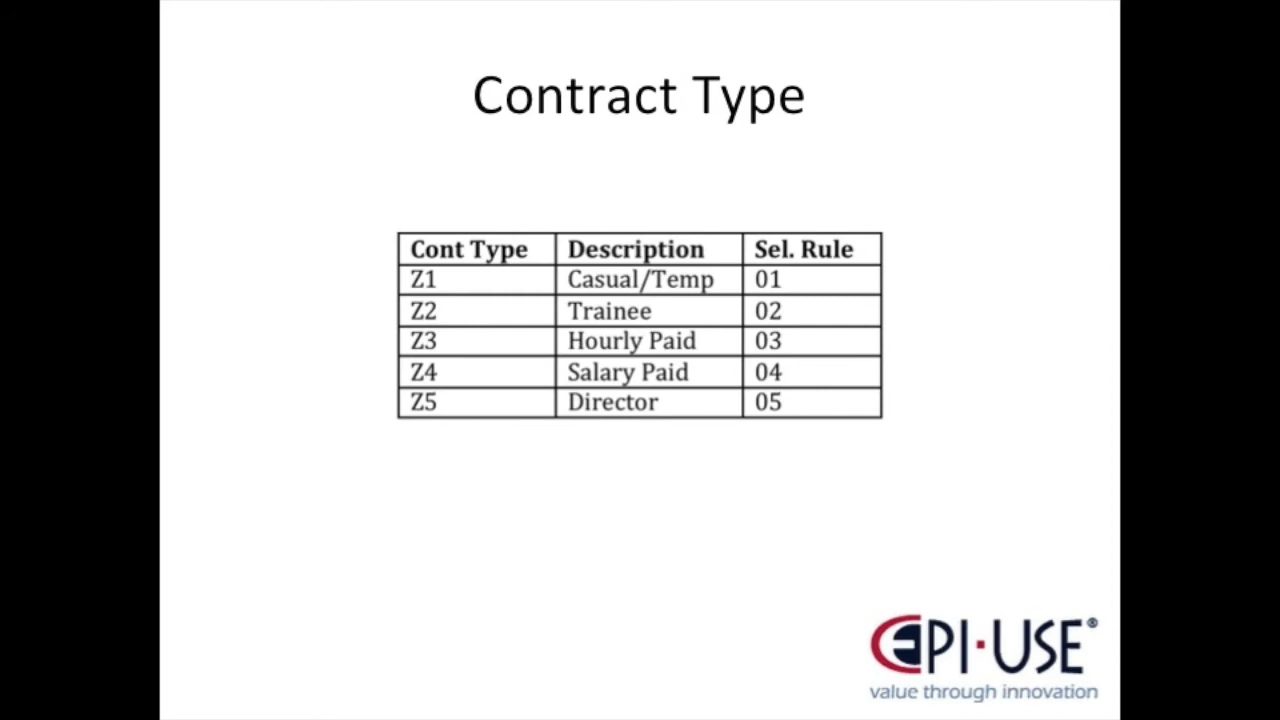 Contract Type
Cont Type Description Sel. Rule
Z1 Casual/Temp 01
Z2 Trainee 02
Z3 Hourly Paid 03
Z4 Salary Paid 04
Z5 Director 05
EPI·USE®
value through innovation